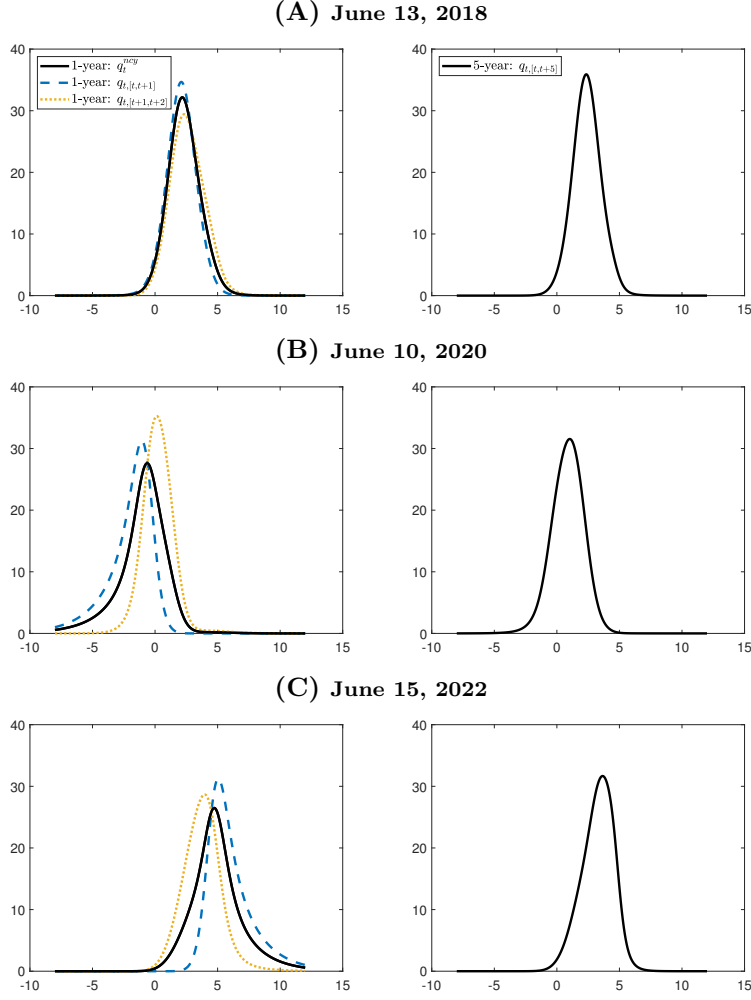 (A) June 13, 2018
40
30
20
10
0
-10 -5 0 5 10 15
1-year: q_t^{ncy}
1-year: q_{t,[t,t+1]}
1-year: q_{t,[t+1,t+2]}
40
30
20
10
0
-10 -5 0 5 10 15
5-year: q_{t,[t,t+5]}
(B) June 10, 2020
40
30
20
10
0
-10 -5 0 5 10 15
40
30
20
10
0
-10 -5 0 5 10 15
(C) June 15, 2022
40
30
20
10
0
-10 -5 0 5 10 15
40
30
20
10
0
-10 -5 0 5 10 15